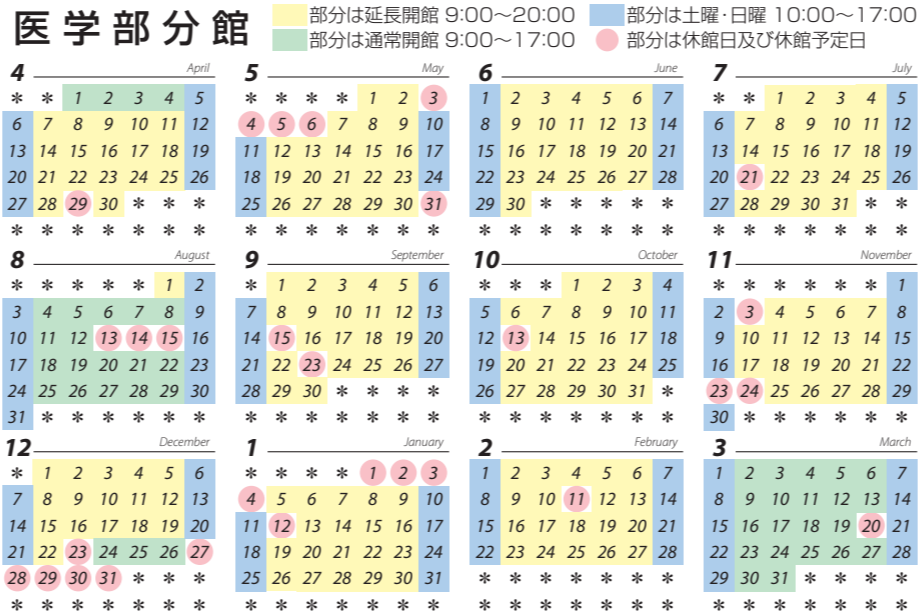 医学部分館
部分は延長開館 9:00〜20:00 部分は土曜・日曜 10:00〜17:00
部分は通常開館 9:00〜17:00 部分は休館日及び休館予定日
4 April
* * 1 2 3 4 5
6 7 8 9 10 11 12
13 14 15 16 17 18 19
20 21 22 23 24 25 26
27 28 29 30 * * *
* * * * * * *
5 May
* * * * 1 2 3
4 5 6 7 8 9 10
11 12 13 14 15 16 17
18 19 20 21 22 23 24
25 26 27 28 29 30 31
* * * * * * *
6 June
1 2 3 4 5 6 7
8 9 10 11 12 13 14
15 16 17 18 19 20 21
22 23 24 25 26 27 28
29 30 * * * * *
* * * * * * *
7 July
* * 1 2 3 4 5
6 7 8 9 10 11 12
13 14 15 16 17 18 19
20 21 22 23 24 25 26
27 28 29 30 31 * *
* * * * * * *
8 August
* * * * * 1 2
3 4 5 6 7 8 9
10 11 12 13 14 15 16
17 18 19 20 21 22 23
24 25 26 27 28 29 30
31 * * * * * *
9 September
* 1 2 3 4 5 6
7 8 9 10 11 12 13
14 15 16 17 18 19 20
21 22 23 24 25 26 27
28 29 30 * * * *
* * * * * * *
10 October
* * * 1 2 3 4
5 6 7 8 9 10 11
12 13 14 15 16 17 18
19 20 21 22 23 24 25
26 27 28 29 30 31 *
* * * * * * *
11 November
* * * * * * 1
2 3 4 5 6 7 8
9 10 11 12 13 14 15
16 17 18 19 20 21 22
23 24 25 26 27 28 29
30 * * * * * *
12 December
* 1 2 3 4 5 6
7 8 9 10 11 12 13
14 15 16 17 18 19 20
21 22 23 24 25 26 27
28 29 30 31 * * *
* * * * * * *
1 January
* * * * 1 2 3
4 5 6 7 8 9 10
11 12 13 14 15 16 17
18 19 20 21 22 23 24
25 26 27 28 29 30 31
* * * * * * *
2 February
1 2 3 4 5 6 7
8 9 10 11 12 13 14
15 16 17 18 19 20 21
22 23 24 25 26 27 28
* * * * * * *
* * * * * * *
3 March
1 2 3 4 5 6 7
8 9 10 11 12 13 14
15 16 17 18 19 20 21
22 23 24 25 26 27 28
29 30 31 * * * *
* * * * * * *